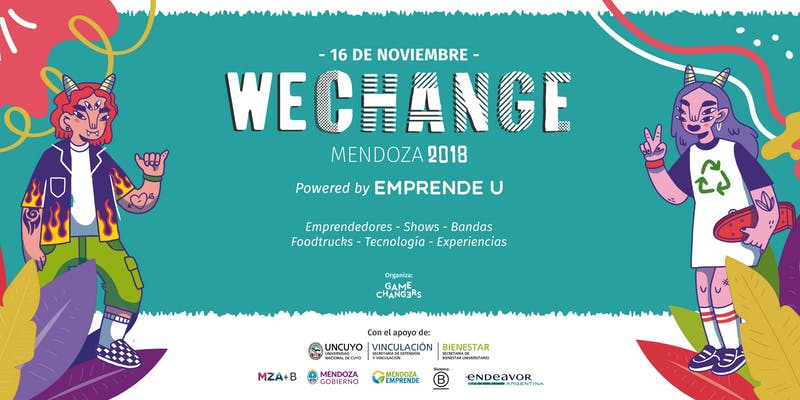 - 16 DE NOVIEMBRE -
WECHANGE
MENDOZA 2018
Powered by EMPRENDE U
Emprendedores - Shows - Bandas
Foodtrucks - Tecnología - Experiencias
Organiza:
GAME
CHANGERS
Con el apoyo de:
UNCUYO
UNIVERSIDAD
NACIONAL DE CUYO
VINCULACIÓN
SECRETARÍA DE EXTENSIÓN
Y VINCULACIÓN
BIENESTAR
SECRETARÍA DE
BIENESTAR UNIVERSITARIO
MZA+B
MENDOZA
GOBIERNO
MENDOZA
EMPRENDE
Sistema
B
endeavor
ARGENTINA